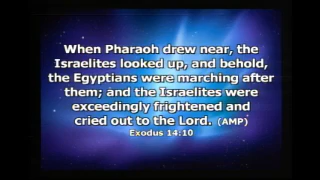 When Pharaoh drew near, the
Israelites looked up, and behold,
the Egyptians were marching after
them; and the Israelites were
exceedingly frightened and
cried out to the Lord. (AMP)
Exodus 14:10